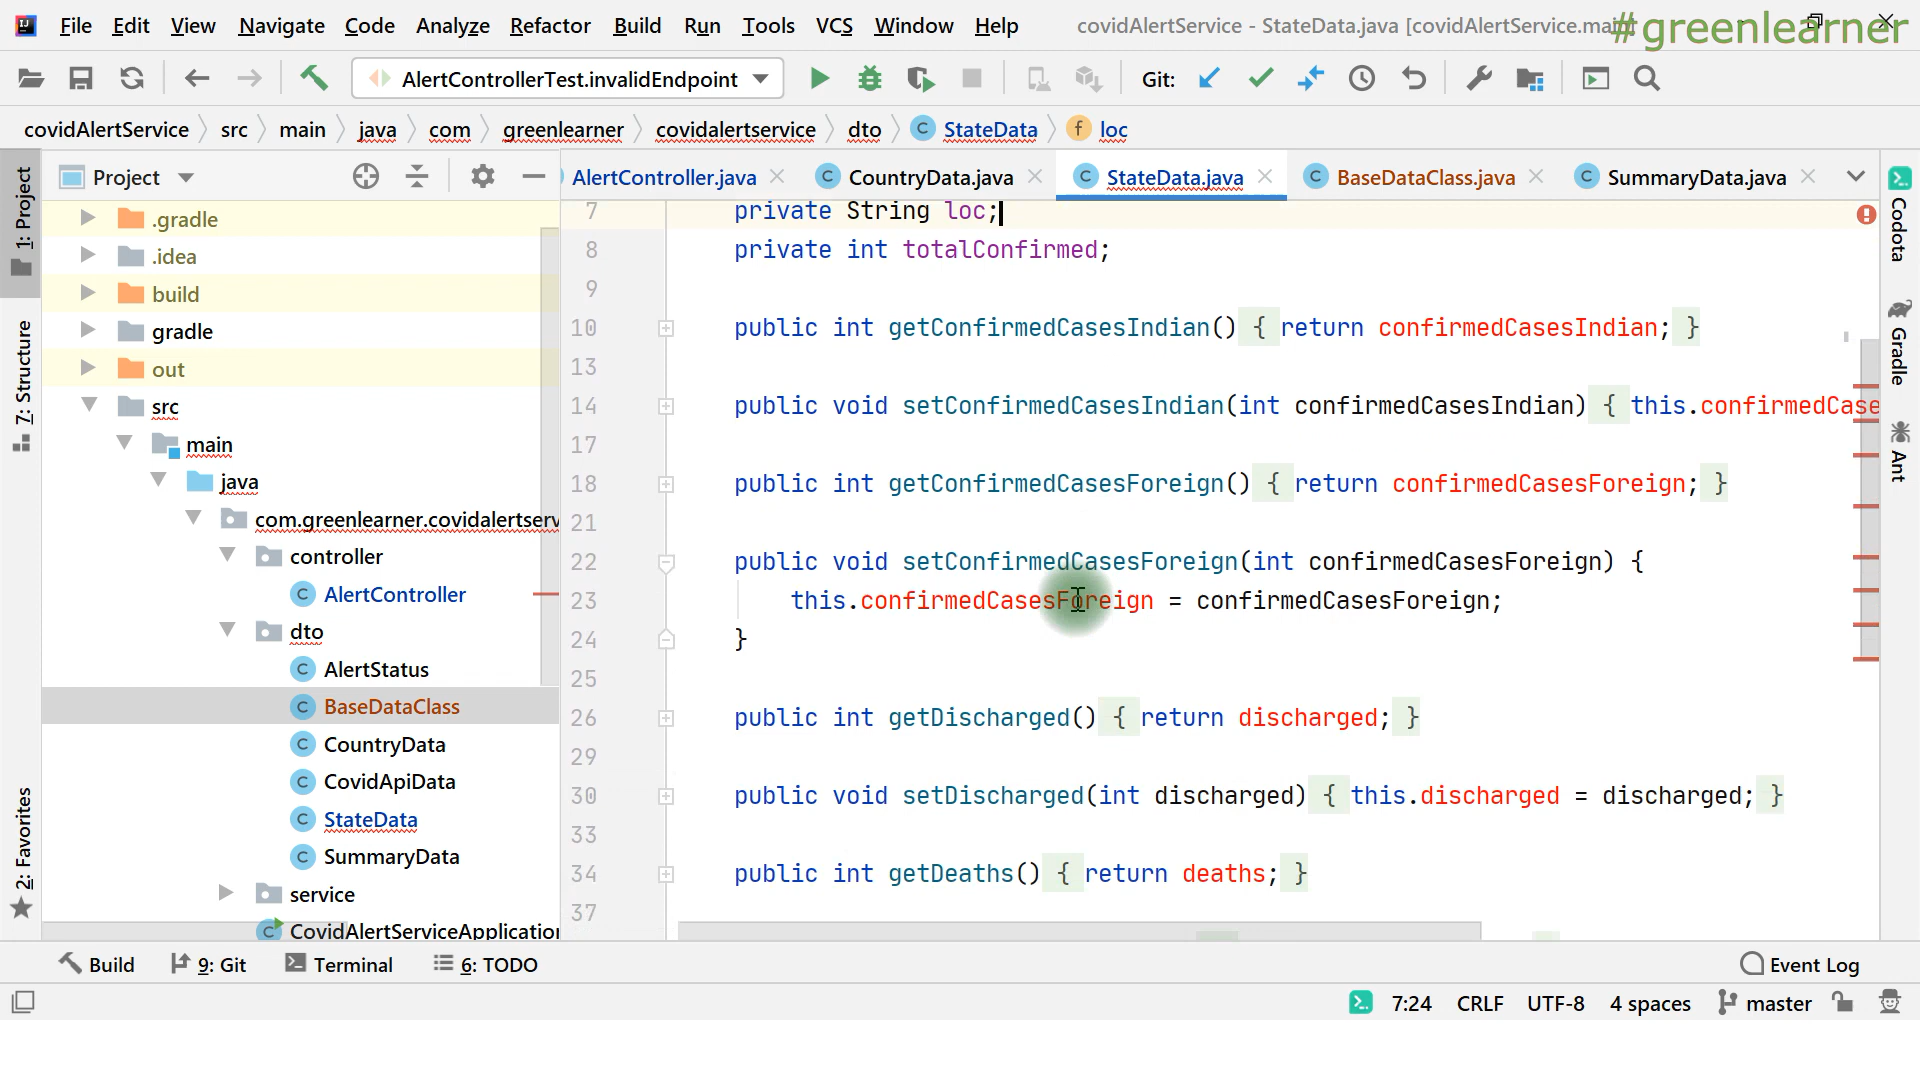 File Edit View Navigate Code Analyze Refactor Build Run Tools VCS Window Help covidAlertService - StateData.java [covidAlertService.ma
#greenlearner
AlertControllerTest.invalidEndpoint Git:
covidAlertService src main java com greenlearner covidalertservice dto StateData loc
Project
AlertController.java CountryData.java StateData.java BaseDataClass.java SummaryData.java
1: Project
7: Structure
2: Favorites
.gradle
.idea
build
gradle
out
src
main
java
com.greenlearner.covidalertserv
controller
AlertController
dto
AlertStatus
BaseDataClass
CountryData
CovidApiData
StateData
SummaryData
service
CovidAlertServiceApplication
7 private String loc;
8 private int totalConfirmed;
9
10 public int getConfirmedCasesIndian() { return confirmedCasesIndian; }
13
14 public void setConfirmedCasesIndian(int confirmedCasesIndian) { this.confirmedCase
17
18 public int getConfirmedCasesForeign() { return confirmedCasesForeign; }
21
22 public void setConfirmedCasesForeign(int confirmedCasesForeign) {
23 this.confirmedCasesForeign = confirmedCasesForeign;
24 }
25
26 public int getDischarged() { return discharged; }
29
30 public void setDischarged(int discharged) { this.discharged = discharged; }
33
34 public int getDeaths() { return deaths; }
37
Codota
Gradle
Ant
Build 9: Git Terminal 6: TODO Event Log
7:24 CRLF UTF-8 4 spaces master